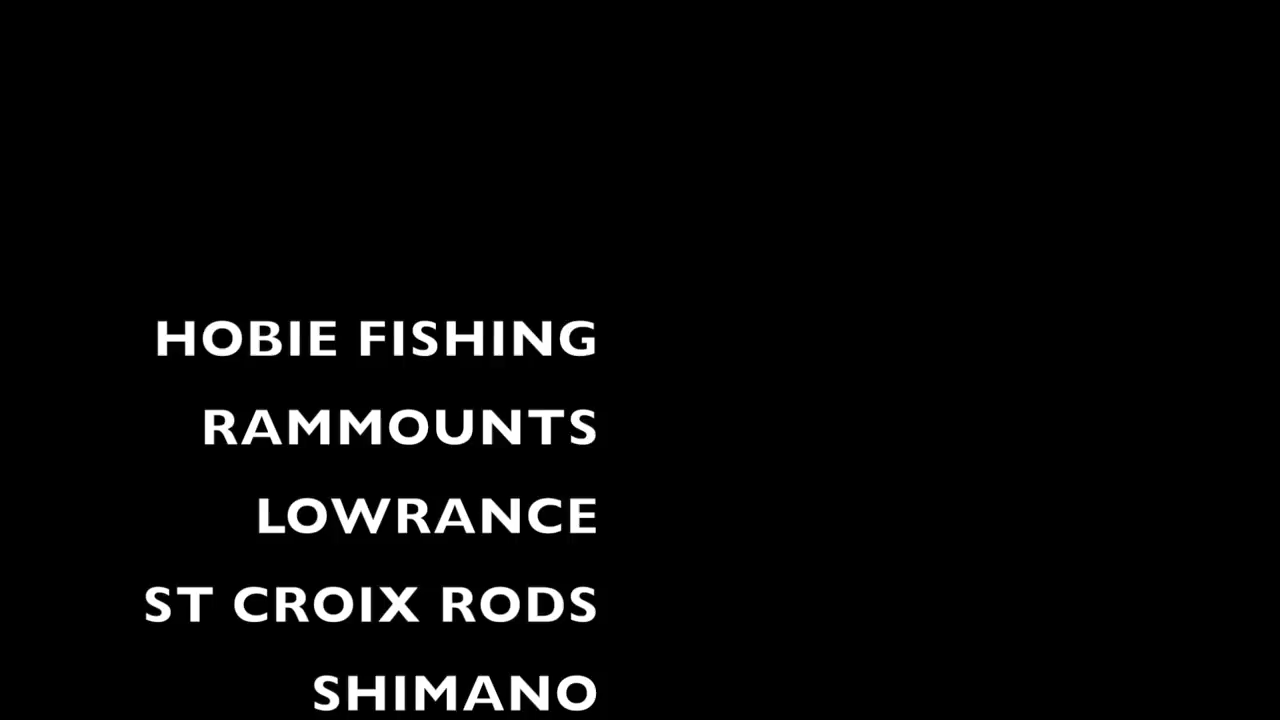 HOBIE FISHING
RAMMOUNTS
LOWRANCE
ST CROIX RODS
SHIMANO